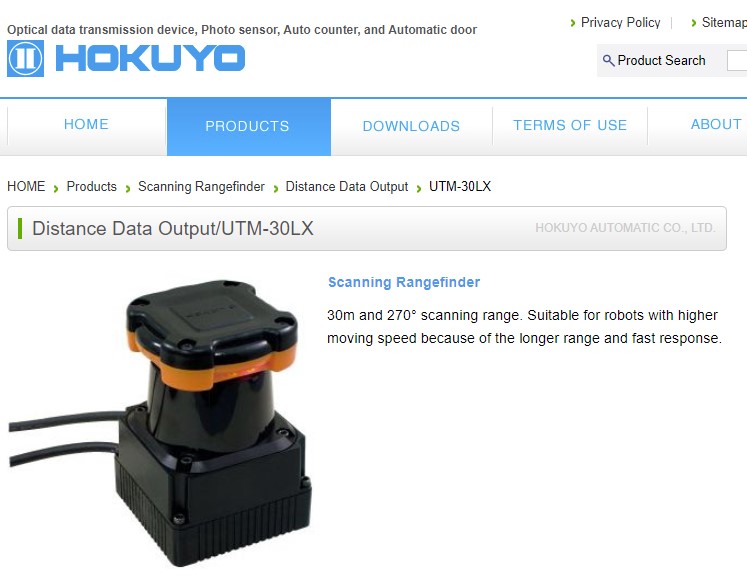 Optical data transmission device, Photo sensor, Auto counter, and Automatic door
Privacy Policy
Sitemap
HOKUYO
Product Search
HOME
PRODUCTS
DOWNLOADS
TERMS OF USE
ABOUT
HOME Products Scanning Rangefinder Distance Data Output UTM-30LX
Distance Data Output/UTM-30LX
HOKUYO AUTOMATIC CO., LTD.
Scanning Rangefinder
30m and 270° scanning range. Suitable for robots with higher
moving speed because of the longer range and fast response.